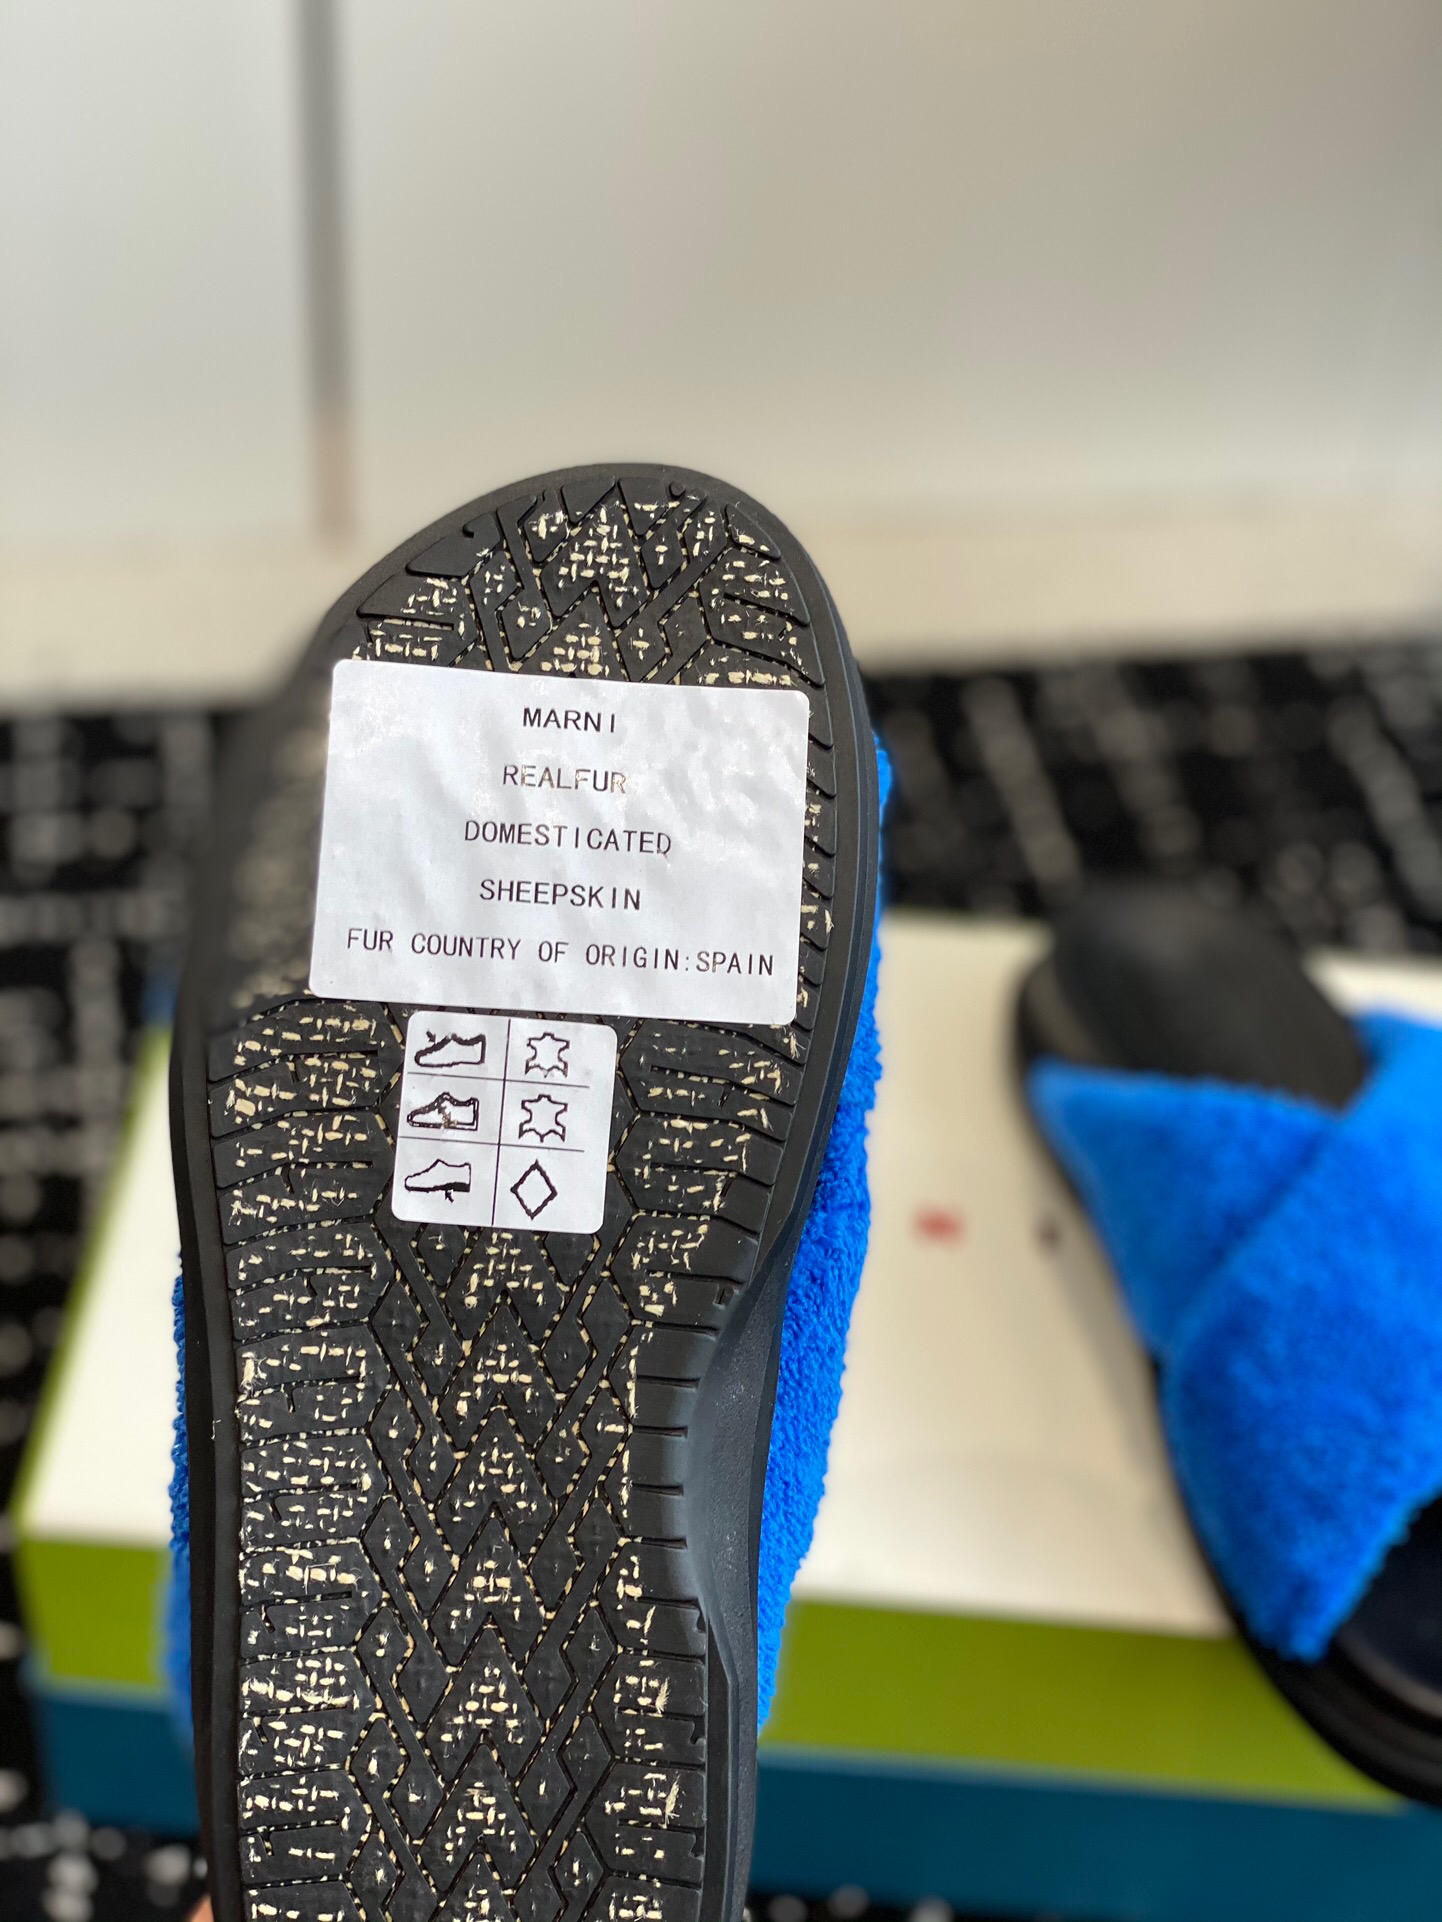 MARNI
REALFUR
DOMESTICATED
SHEEPSKIN
FUR COUNTRY OF ORIGIN:SPAIN